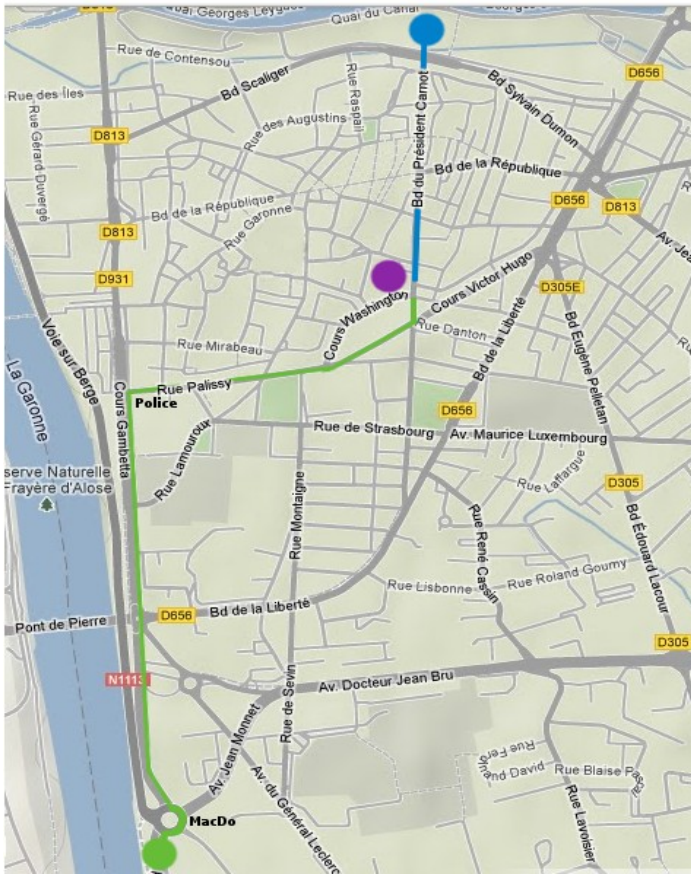 Quai Georges Leygues
Quai du Canal
D813
Rue de Contensou
Bd Scaliger
Rue Raspail
Bd du Président Carnot
Bd Sylvain Dumon
D656
Rue des Îles
Rue Gérard Duvergé
D813
Rue des Augustins
Bd de la République
D656
D813
Bd de la République
Rue Garonne
D813
D931
Cours Washington
Cours Victor Hugo
D305E
Rue Danton
Voie sur Berge
La Garonne
Rue Mirabeau
Bd de la Liberté
Bd Eugène Pelletan
Cours Gambetta
Rue Palissy
Police
D656
Rue de Strasbourg
Av. Maurice Luxembourg
Rue Lamouroux
Rue Laffargue
serve Naturelle
Frayère d'Alose
Rue Montaigne
D305
Rue René Cassin
Bd Édouard Lacour
Rue Lisbonne
Rue Roland Goumy
Pont de Pierre
D656
Bd de la Liberté
D305
N1113
Av. Docteur Jean Bru
Rue de Sevin
Av. Jean Monnet
Rue Blaise Pas
Av. du Général Leclerc
Rue Lavoisier
MacDo